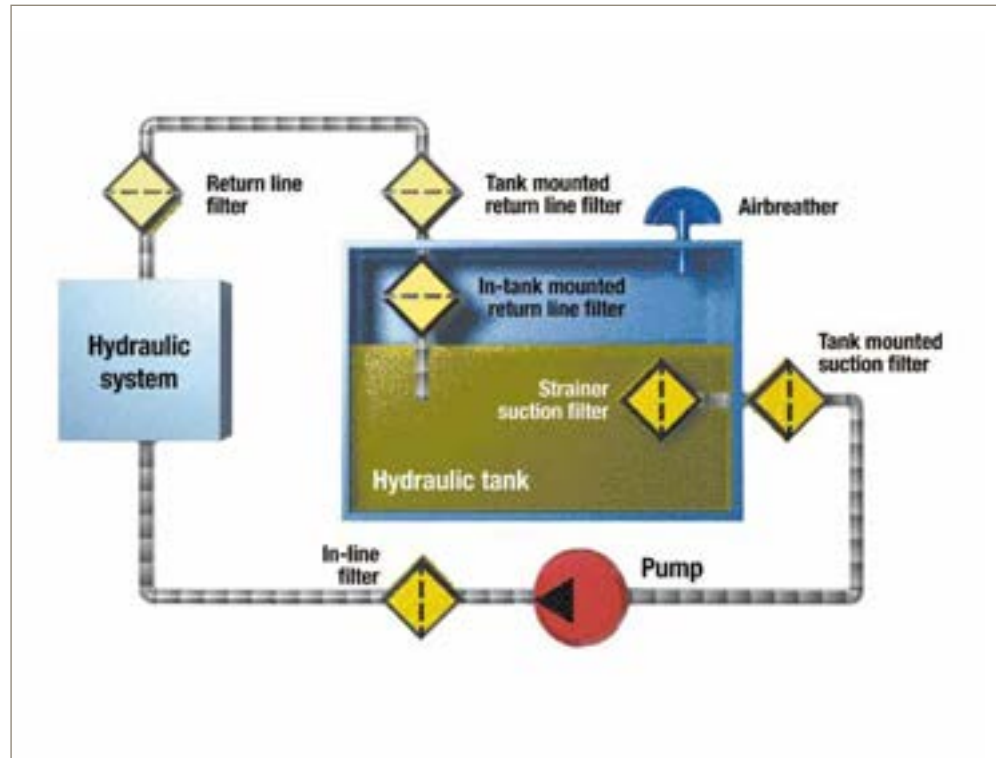 Return line
filter
Tank mounted
return line filter
Airbreather
In-tank mounted
return line filter
Hydraulic
system
Tank mounted
suction filter
Strainer
suction filter
Hydraulic tank
In-line
filter
Pump